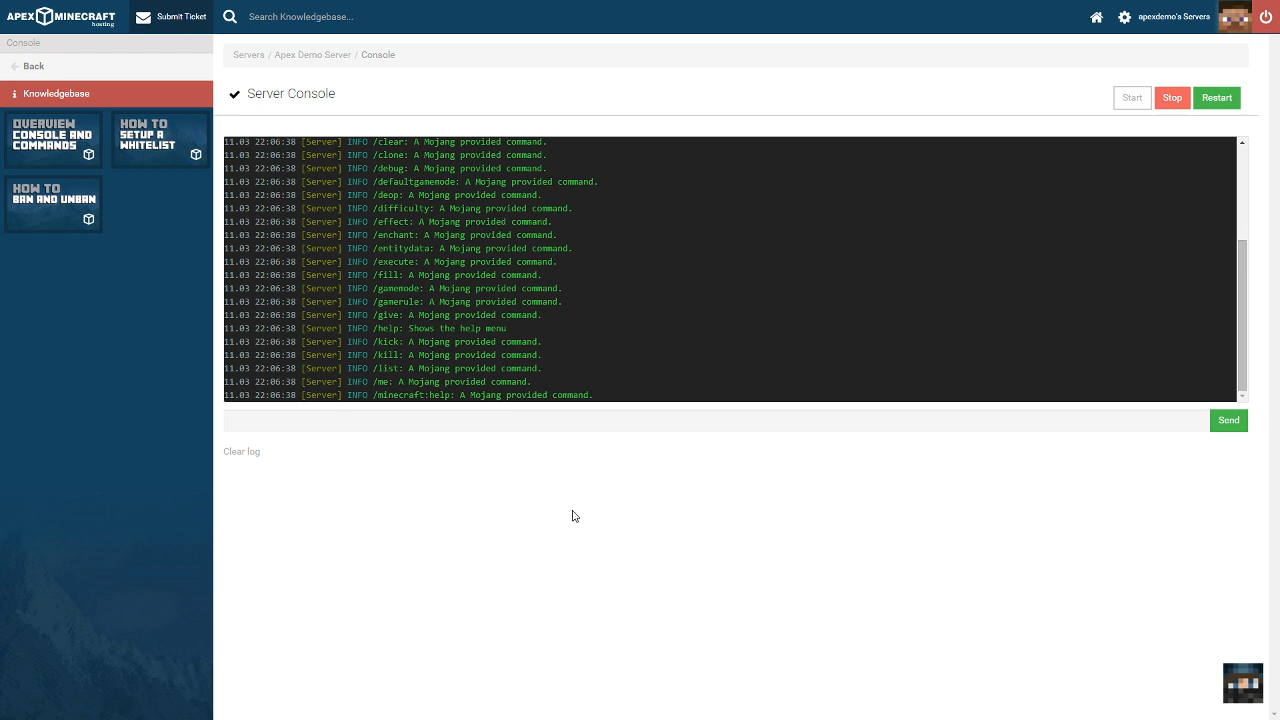 APEX MINECRAFT
hosting
Submit Ticket
Search Knowledgebase...
apexdemo's Servers
Console
Back
Knowledgebase
OVERVIEW
CONSOLE AND
COMMANDS
HOW TO
SETUP A
WHITELIST
HOW TO
BAN AND UNBAN
Servers / Apex Demo Server / Console
Server Console
Start
Stop
Restart
11.03 22:06:38 [Server] INFO /clear: A Mojang provided command.
11.03 22:06:38 [Server] INFO /clone: A Mojang provided command.
11.03 22:06:38 [Server] INFO /debug: A Mojang provided command.
11.03 22:06:38 [Server] INFO /defaultgamemode: A Mojang provided command.
11.03 22:06:38 [Server] INFO /deop: A Mojang provided command.
11.03 22:06:38 [Server] INFO /difficulty: A Mojang provided command.
11.03 22:06:38 [Server] INFO /effect: A Mojang provided command.
11.03 22:06:38 [Server] INFO /enchant: A Mojang provided command.
11.03 22:06:38 [Server] INFO /entitydata: A Mojang provided command.
11.03 22:06:38 [Server] INFO /execute: A Mojang provided command.
11.03 22:06:38 [Server] INFO /fill: A Mojang provided command.
11.03 22:06:38 [Server] INFO /gamemode: A Mojang provided command.
11.03 22:06:38 [Server] INFO /gamerule: A Mojang provided command.
11.03 22:06:38 [Server] INFO /give: A Mojang provided command.
11.03 22:06:38 [Server] INFO /help: Shows the help menu
11.03 22:06:38 [Server] INFO /kick: A Mojang provided command.
11.03 22:06:38 [Server] INFO /kill: A Mojang provided command.
11.03 22:06:38 [Server] INFO /list: A Mojang provided command.
11.03 22:06:38 [Server] INFO /me: A Mojang provided command.
11.03 22:06:38 [Server] INFO /minecraft:help: A Mojang provided command.
Send
Clear log